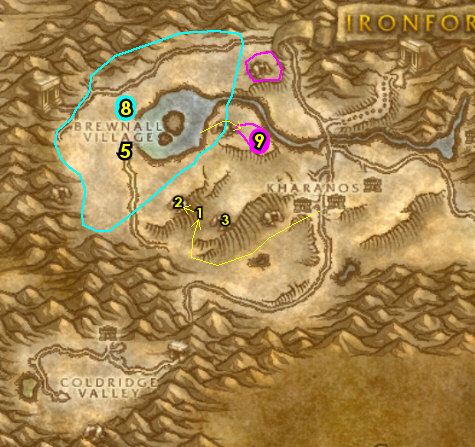 IRONFOR
8
BREWNALL
VILLAGE
5
9
KHARANOS
2
1
3
COLDRIDGE
VALLEY